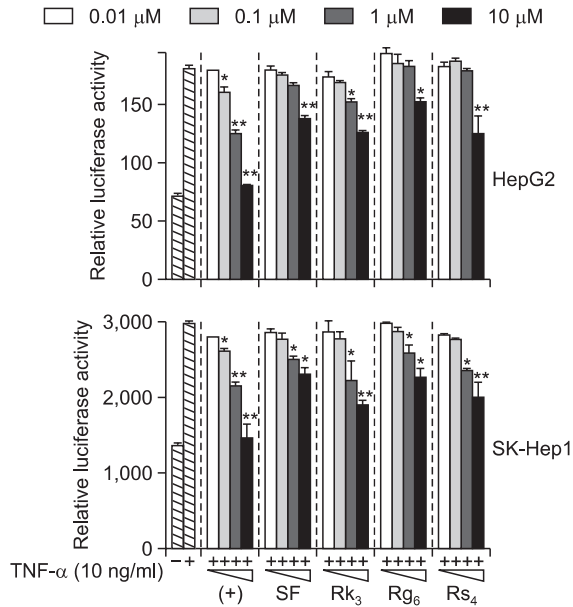 0.01 μM 0.1 μM 1 μM 10 μM
Relative luciferase activity
150
100
50
0
* ** ** ** * ** * **
HepG2
Relative luciferase activity
3,000
2,000
1,000
0
* ** ** * * * ** * * * **
SK-Hep1
TNF-α (10 ng/ml) − + ++++ ++++ ++++ ++++ ++++
(+) SF Rk3 Rg6 Rs4